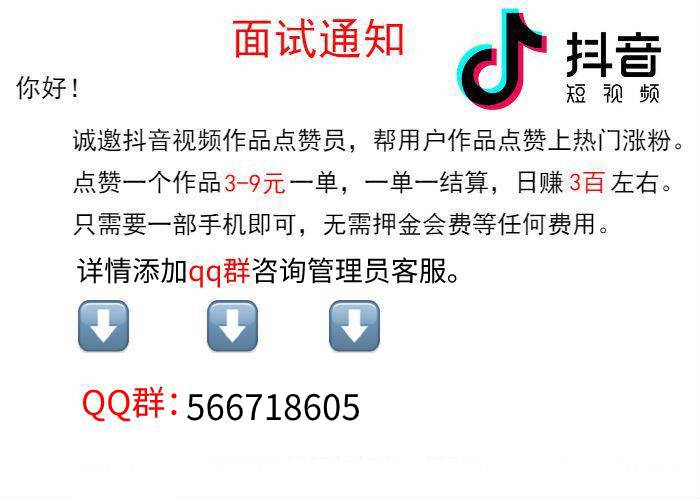 面试通知
抖音
短视频
你好！
诚邀抖音视频作品点赞员，帮用户作品点赞上热门涨粉。
点赞一个作品3-9元一单，一单一结算，日赚3百左右。
只需要一部手机即可，无需押金会费等任何费用。
详情添加qq群咨询管理员客服。
QQ群：566718605